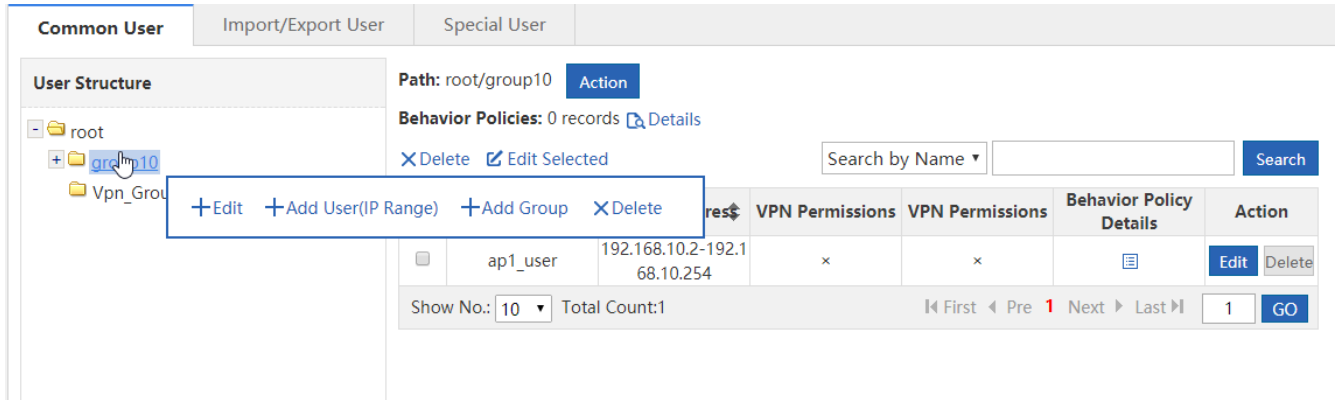 Common User Import/Export User Special User
User Structure
root
group10
Vpn_Grou
Path: root/group10 Action
Behavior Policies: 0 records Details
Delete Edit Selected Search by Name Search
Edit Add User(IP Range) Add Group Delete
VPN Permissions VPN Permissions Behavior Policy Details Action
ap1_user 192.168.10.2-192.168.10.254 × × Edit Delete
Show No.: 10 Total Count:1 First Pre 1 Next Last 1 GO